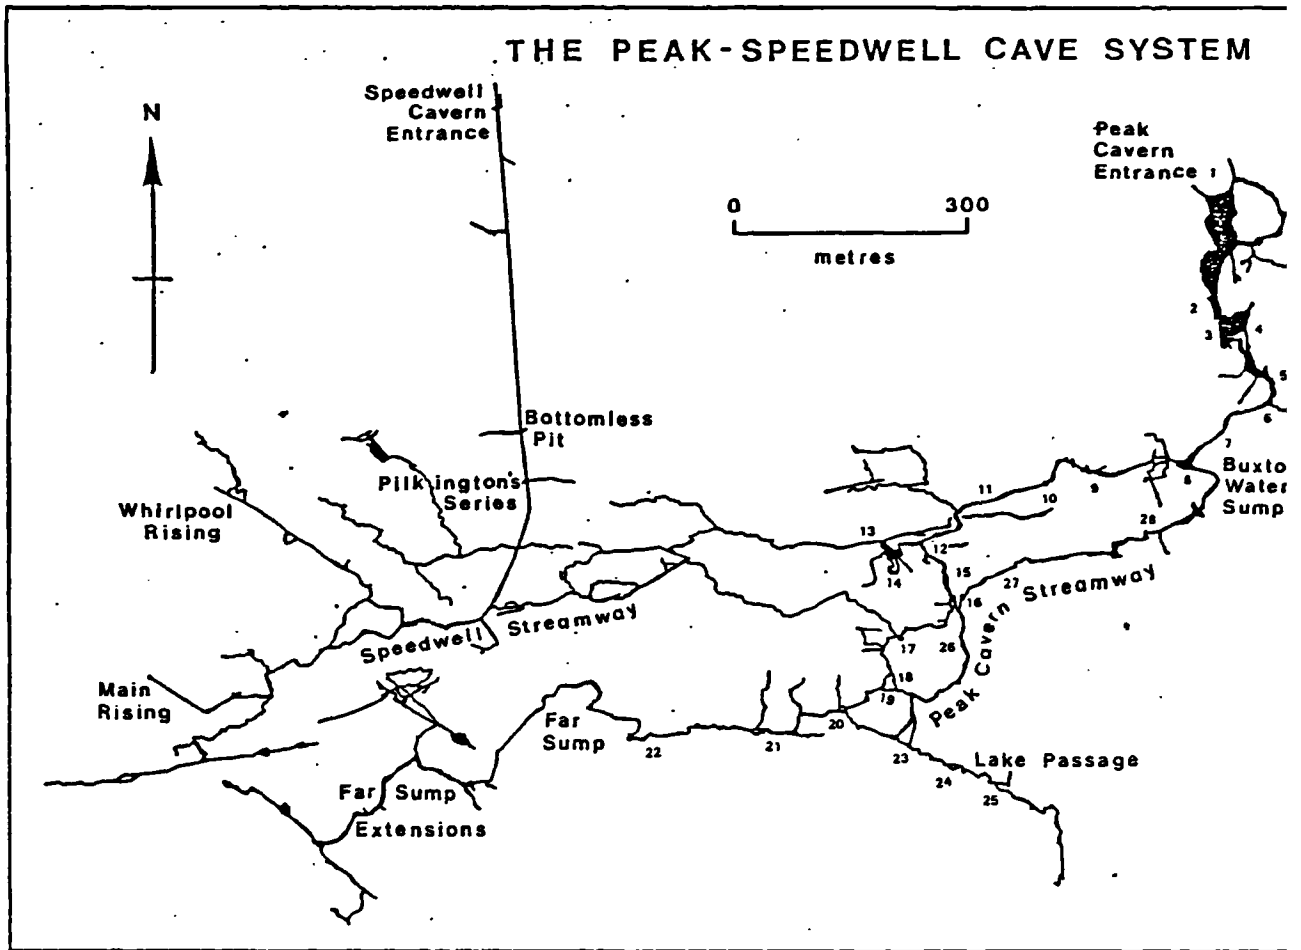 THE PEAK-SPEEDWELL CAVE SYSTEM
Speedwell
Cavern
Entrance
N
Peak
Cavern
Entrance 1
0 300
metres
2
3
4
5
6
7
Bottomless
Pit
Pilkington's
Series
Whirlpool
Rising
Buxto
Water
Sump
8
9
10
11
12
13
14
15
16
17
18
19
20
21
22
23
24
25
26
27
28
Speedwell Streamway
Peak Cavern Streamway
Main
Rising
Far
Sump
Lake Passage
Far Sump
Extensions